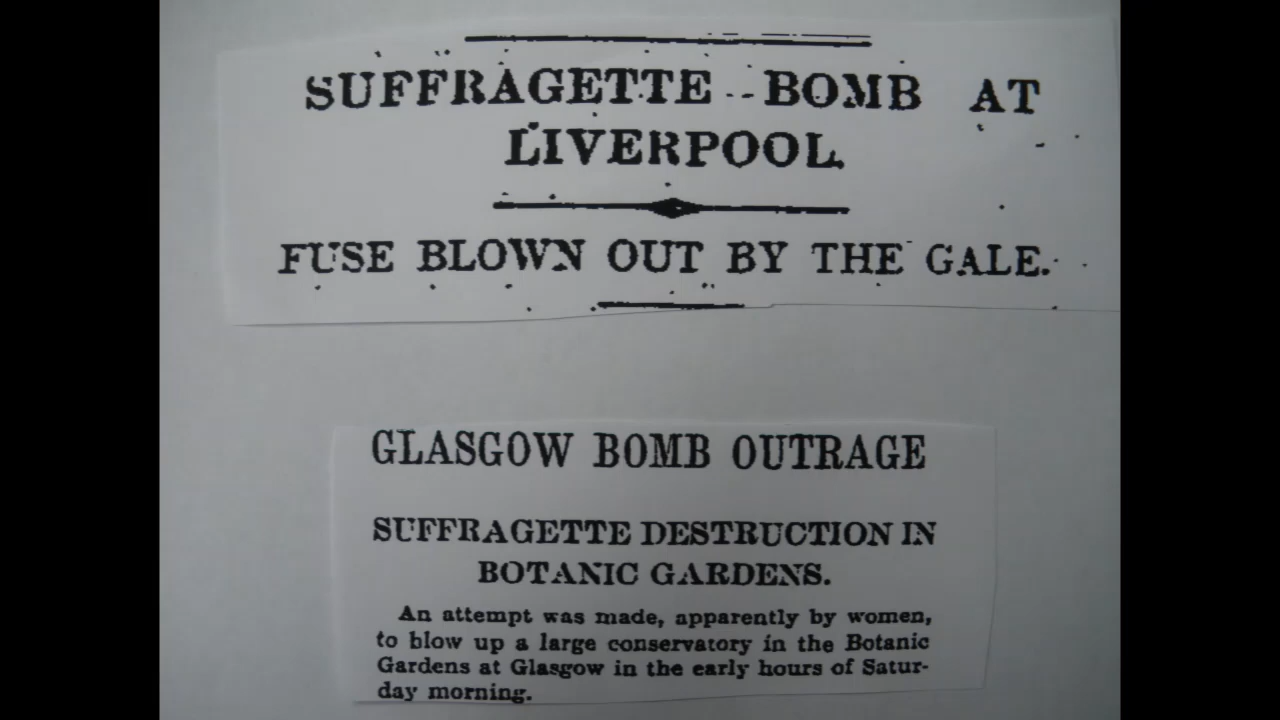 SUFFRAGETTE BOMB AT
LIVERPOOL.
FUSE BLOWN OUT BY THE GALE.
GLASGOW BOMB OUTRAGE
SUFFRAGETTE DESTRUCTION IN
BOTANIC GARDENS.
An attempt was made, apparently by women,
to blow up a large conservatory in the Botanic
Gardens at Glasgow in the early hours of Satur-
day morning.